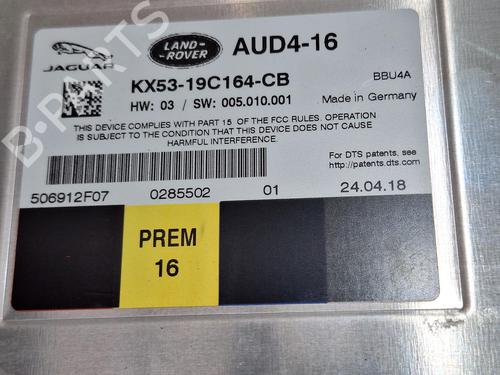 JAGUAR
LAND-
ROVER
AUD4-16
KX53-19C164-CB
BBU4A
HW: 03 / SW: 005.010.001
Made in Germany
THIS DEVICE COMPLIES WITH PART 15 OF THE FCC RULES. OPERATION
IS SUBJECT TO THE CONDITION THAT THIS DEVICE DOES NOT CAUSE
HARMFUL INTERFERENCE.
For DTS patents, see
http://patents.dts.com
506912F07 0285502 01 24.04.18
PREM
16
B-PARTS